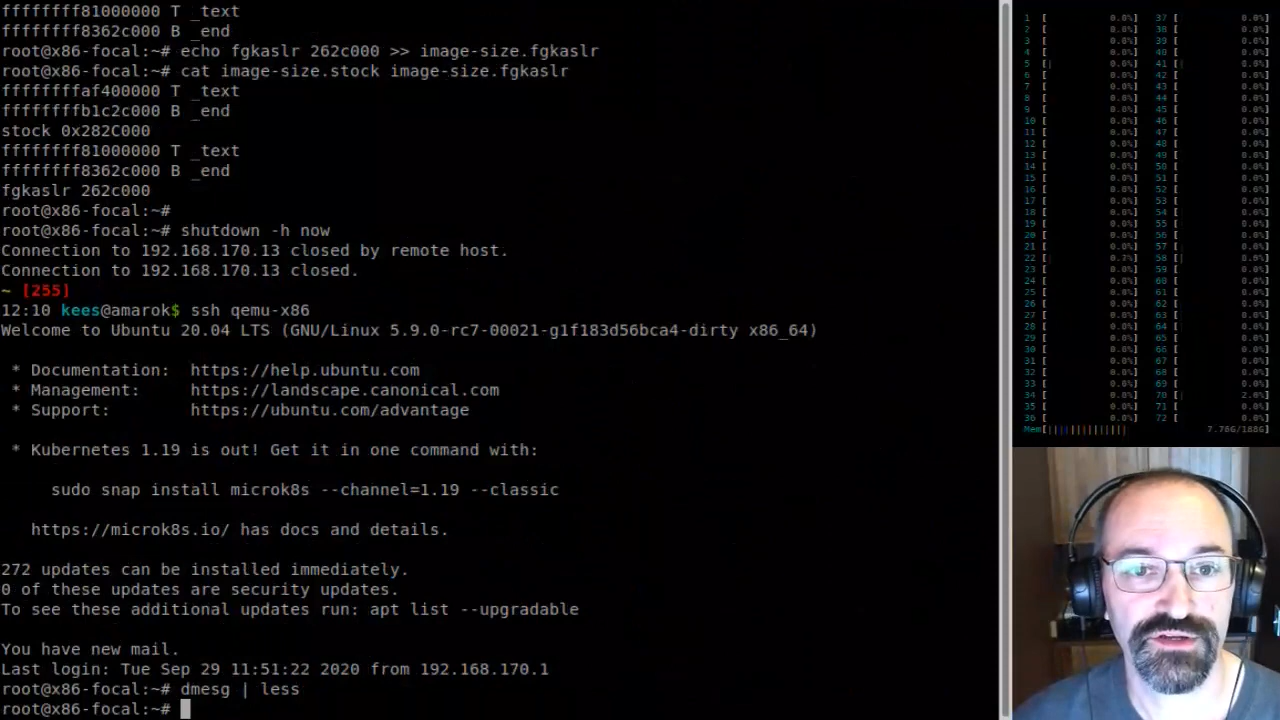 ffffffff81000000 T _text
ffffffff8362c000 B _end
root@x86-focal:~# echo fgkaslr 262c000 >> image-size.fgkaslr
root@x86-focal:~# cat image-size.stock image-size.fgkaslr
ffffffffaf400000 T _text
ffffffffb1c2c000 B _end
stock 0x282C000
ffffffff81000000 T _text
ffffffff8362c000 B _end
fgkaslr 262c000
root@x86-focal:~#
root@x86-focal:~# shutdown -h now
Connection to 192.168.170.13 closed by remote host.
Connection to 192.168.170.13 closed.
~ [255]
12:10 kees@amarok$ ssh qemu-x86
Welcome to Ubuntu 20.04 LTS (GNU/Linux 5.9.0-rc7-00021-g1f183d56bca4-dirty x86_64)
* Documentation: https://help.ubuntu.com
* Management: https://landscape.canonical.com
* Support: https://ubuntu.com/advantage
* Kubernetes 1.19 is out! Get it in one command with:
sudo snap install microk8s --channel=1.19 --classic
https://microk8s.io/ has docs and details.
272 updates can be installed immediately.
0 of these updates are security updates.
To see these additional updates run: apt list --upgradable
You have new mail.
Last login: Tue Sep 29 11:51:22 2020 from 192.168.170.1
root@x86-focal:~# dmesg | less
root@x86-focal:~#
Mem[ 7.76G/188G]